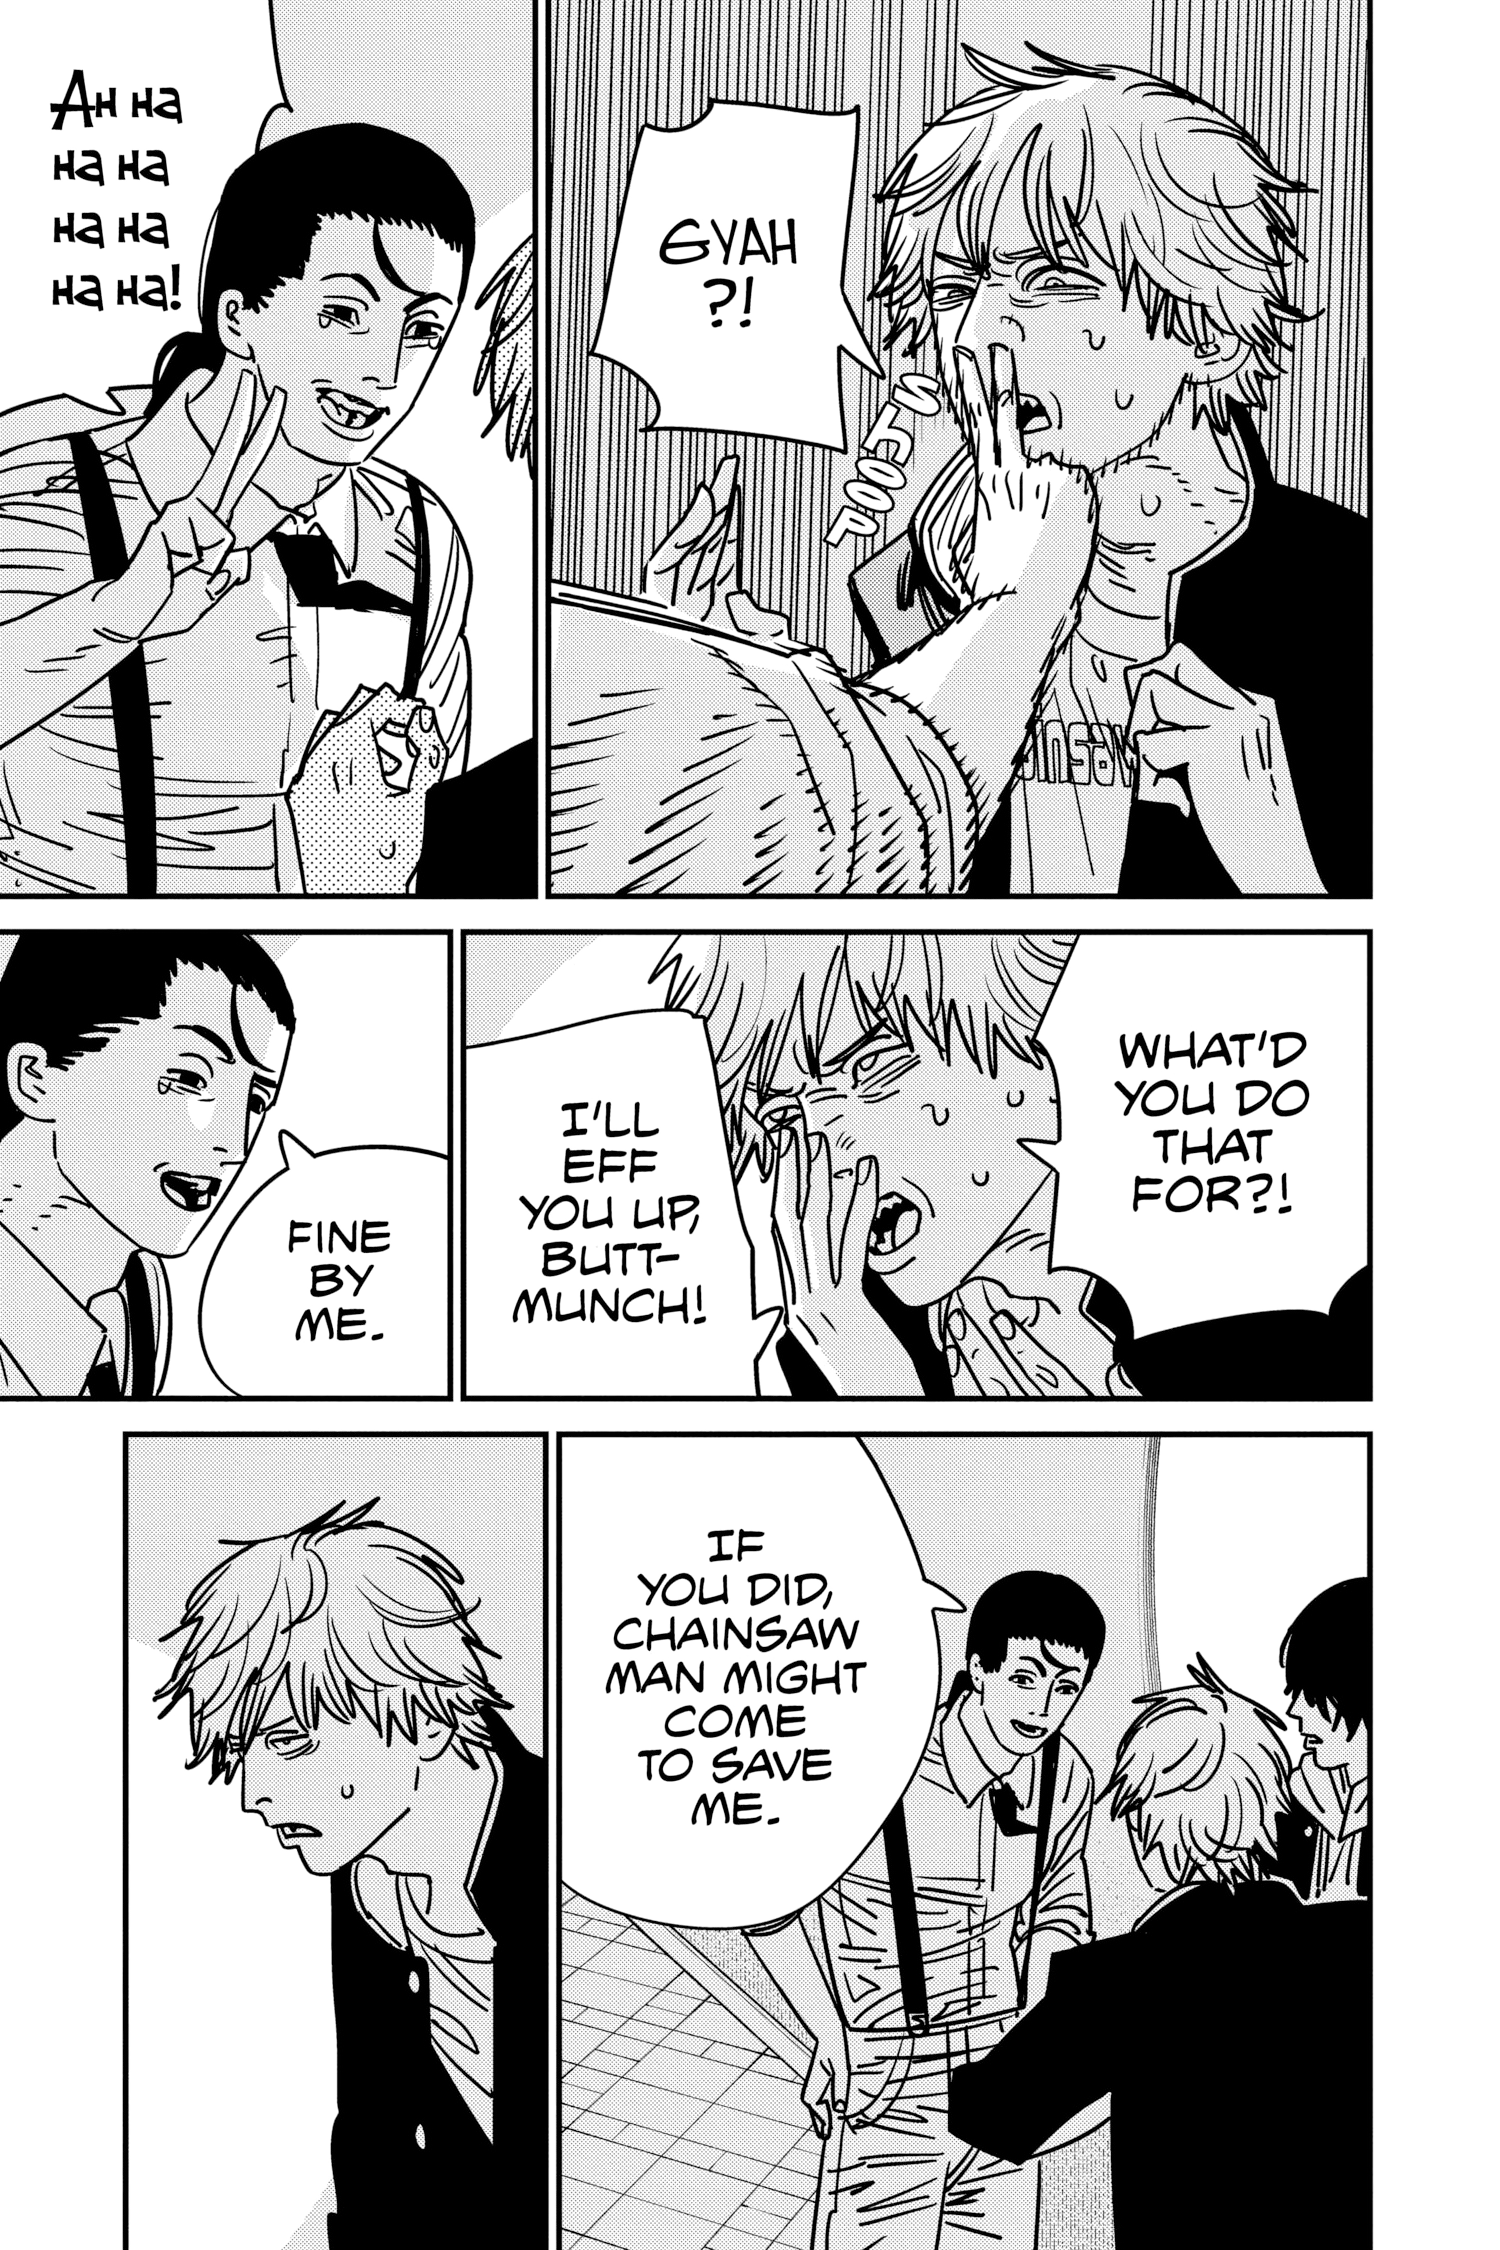 GYAH
?!
SHOOP
AH HA
HA HA
HA HA
HA HA!
WHAT'D
YOU DO
THAT
FOR?!
I'LL
EFF
YOU UP,
BUTT-
MUNCH!
FINE
BY
ME.
IF
YOU DID,
CHAINSAW
MAN MIGHT
COME
TO SAVE
ME.